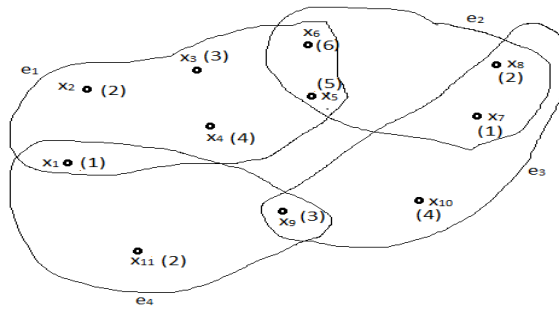 e₂
x₆
(6)
x₃ (3)
e₁
x₈
(2)
x₂ (2)
(5)
x₅
x₇
(1)
x₄ (4)
x₁ (1)
e₃
x₁₀
(4)
x₉ (3)
x₁₁ (2)
e₄